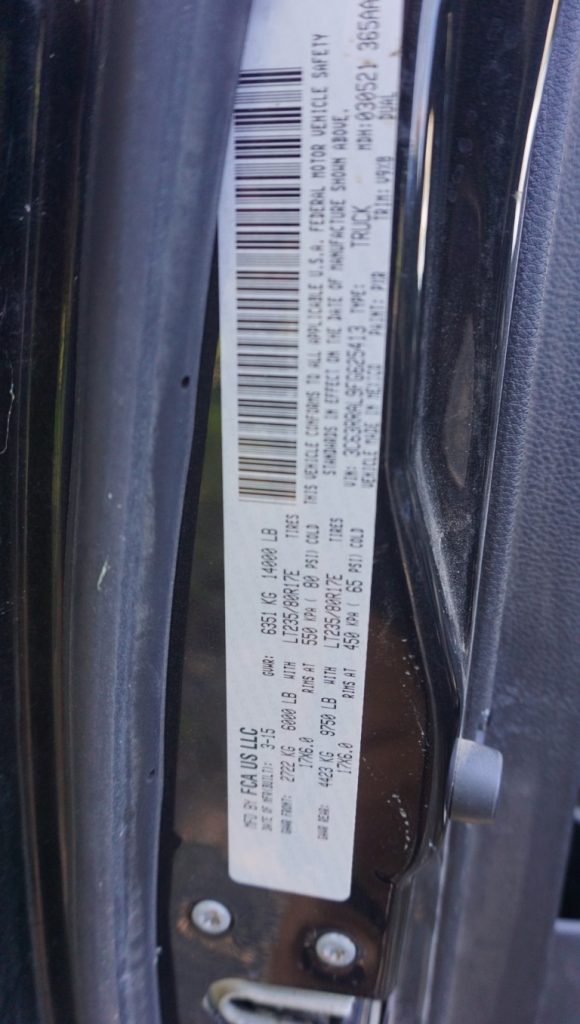 MFD BY FCA US LLC
DATE OF MFR(BUILT): 3-15 GVWR: 6351 KG 14000 LB
GAWR FRONT: 2722 KG 6000 LB WITH LT235/80R17E TIRES
17X6.0 RIMS AT 550 KPA ( 80 PSI) COLD
GAWR REAR: 4423 KG 9750 LB WITH LT235/80R17E TIRES
17X6.0 RIMS AT 450 KPA ( 65 PSI) COLD
THIS VEHICLE CONFORMS TO ALL APPLICABLE U.S.A. FEDERAL MOTOR VEHICLE SAFETY
STANDARDS IN EFFECT ON THE DATE OF MANUFACTURE SHOWN ABOVE.
VIN: 3C63RRAL9FG625413 TYPE: TRUCK MDH:030521 365AA
DUAL
VEHICLE MADE IN MEXICO PAINT: PXR TRIM: V9X8